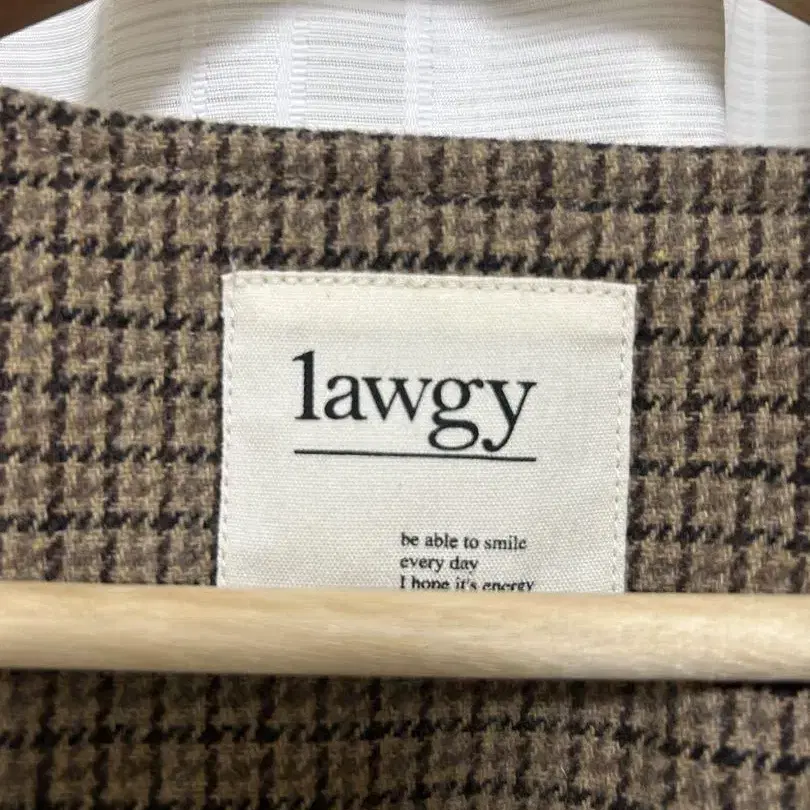 lawgy
be able to smile
every day
I hope it's energy